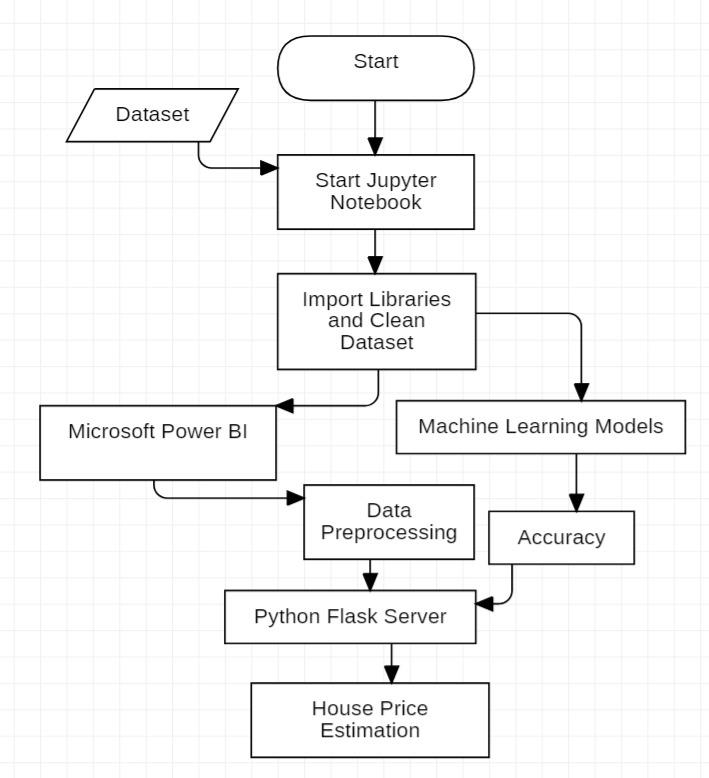 Start
Dataset
Start Jupyter
Notebook
Import Libraries
and Clean
Dataset
Microsoft Power BI
Machine Learning Models
Data
Preprocessing
Accuracy
Python Flask Server
House Price
Estimation